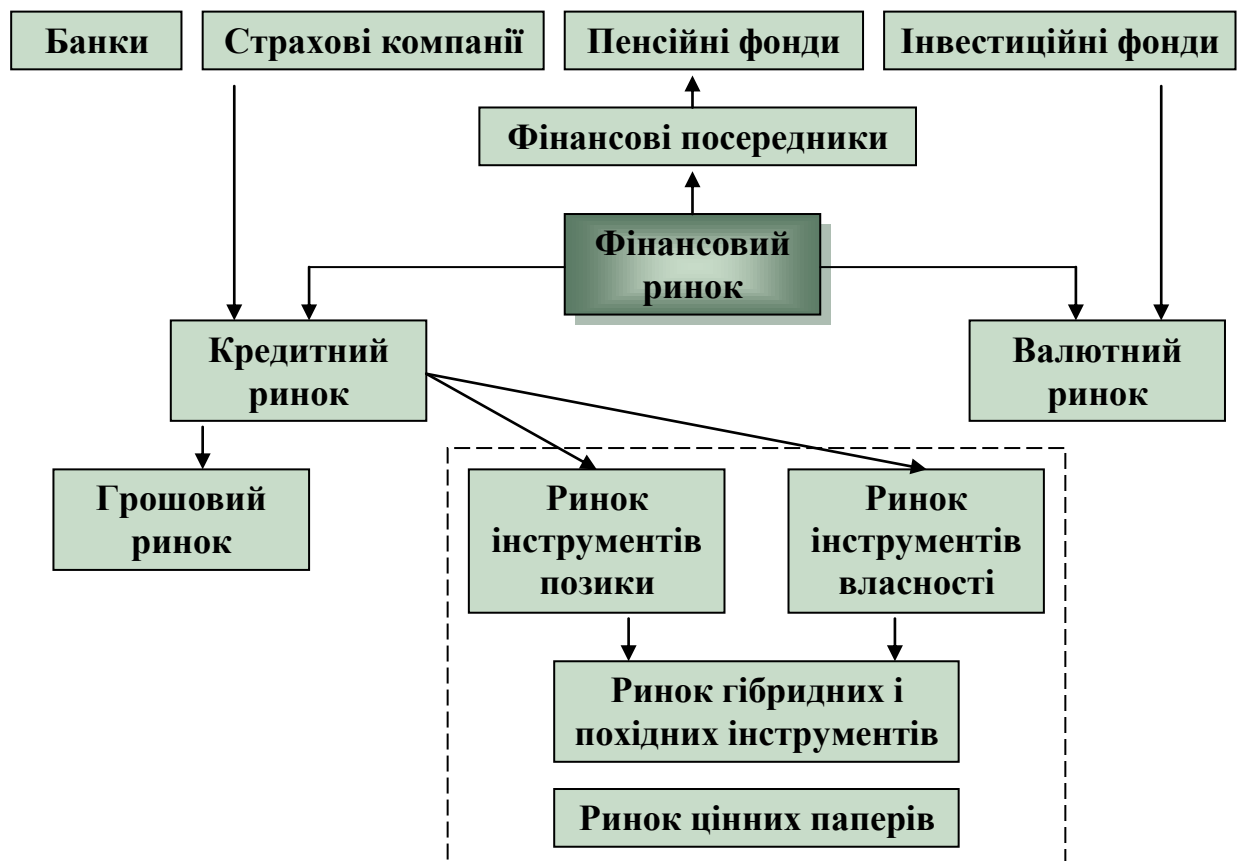 Банки
Страхові компанії
Пенсійні фонди
Інвестиційні фонди
Фінансові посередники
Фінансовий
ринок
Кредитний
ринок
Валютний
ринок
Грошовий
ринок
Ринок
інструментів
позики
Ринок
інструментів
власності
Ринок гібридних і
похідних інструментів
Ринок цінних паперів